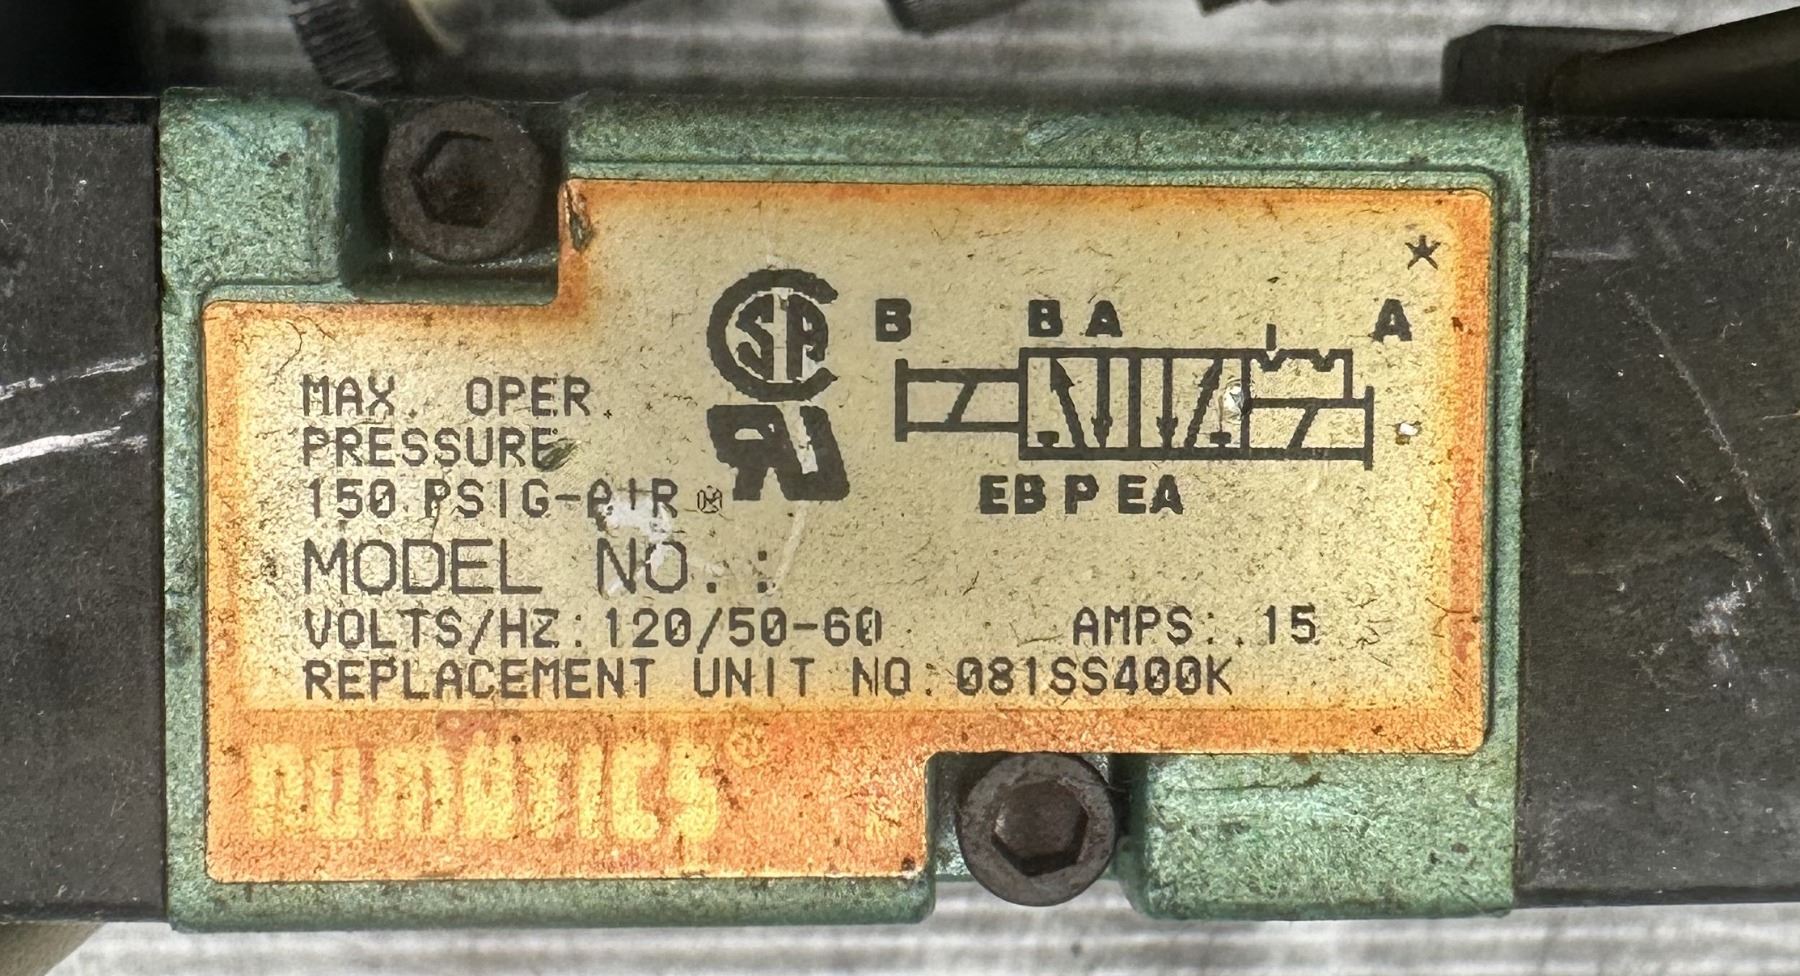 *
B BA A
MAX. OPER.
PRESSURE
150 PSIG-AIR
EB P EA
MODEL NO.:
VOLTS/HZ:120/50-60 AMPS: .15
REPLACEMENT UNIT NO:081SS400K
NUMATICS®